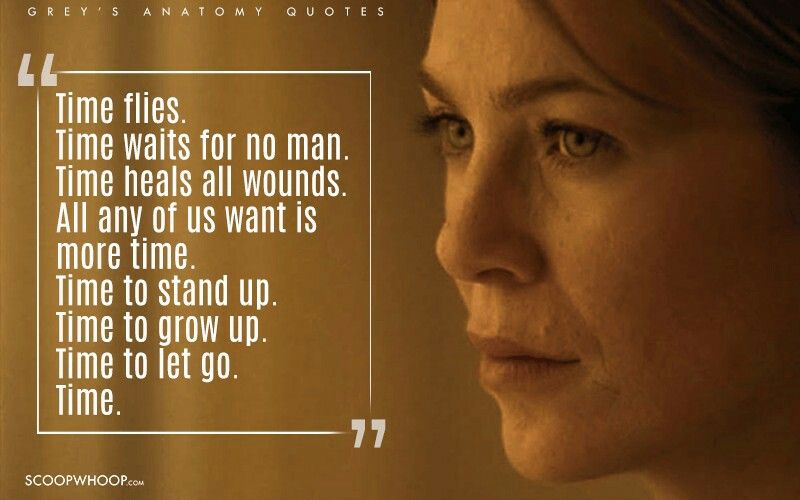 GREY'S ANATOMY QUOTES
“
Time flies.
Time waits for no man.
Time heals all wounds.
All any of us want is
more time.
Time to stand up.
Time to grow up.
Time to let go.
Time.
”
SCOOPWHOOP.COM